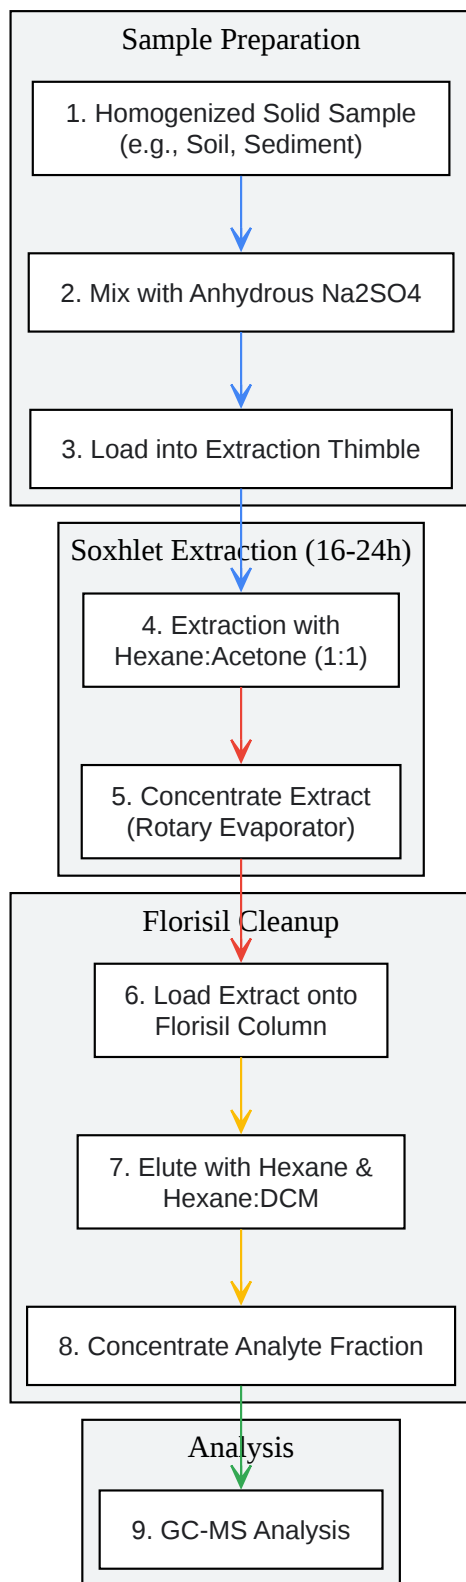 Sample Preparation
1. Homogenized Solid Sample
(e.g., Soil, Sediment)
2. Mix with Anhydrous Na2SO4
3. Load into Extraction Thimble
Soxhlet Extraction (16-24h)
4. Extraction with
Hexane:Acetone (1:1)
5. Concentrate Extract
(Rotary Evaporator)
Florisil Cleanup
6. Load Extract onto
Florisil Column
7. Elute with Hexane &
Hexane:DCM
8. Concentrate Analyte Fraction
Analysis
9. GC-MS Analysis